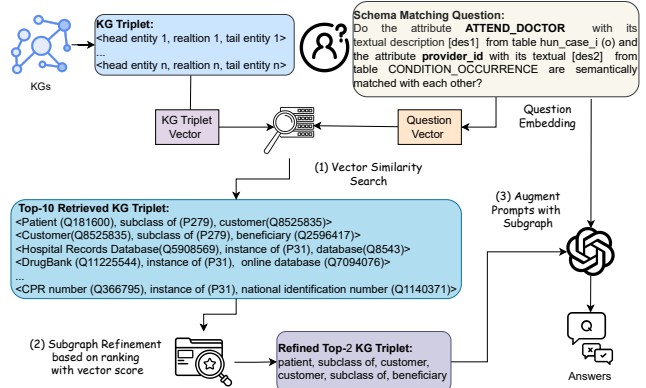 KG Triplet:
<head entity 1, realtion 1, tail entity 1>
...
<head entity n, realtion n, tail entity n>
KGs
Schema Matching Question:
Do the attribute ATTEND_DOCTOR with its
textual description [des1] from table hun_case_i (o) and
the attribute provider_id with its textual [des2] from
table CONDITION_OCCURRENCE are semantically
matched with each other?
KG Triplet
Vector
Question
Vector
Question
Embedding
(1) Vector Similarity
Search
Top-10 Retrieved KG Triplet:
<Patient (Q181600), subclass of (P279), customer(Q8525835)>
<Customer(Q8525835), subclass of (P279), beneficiary (Q2596417)>
<Hospital Records Database(Q5908569), instance of (P31), database(Q8543)>
<DrugBank (Q11225544), instance of (P31), online database (Q7094076)>
...
<CPR number (Q366795), instance of (P31), national identification number (Q1140371)>
(3) Augment
Prompts with
Subgraph
(2) Subgraph Refinement
based on ranking
with vector score
Refined Top-2 KG Triplet:
patient, subclass of, customer,
customer, subclass of, beneficiary
Q
Answers